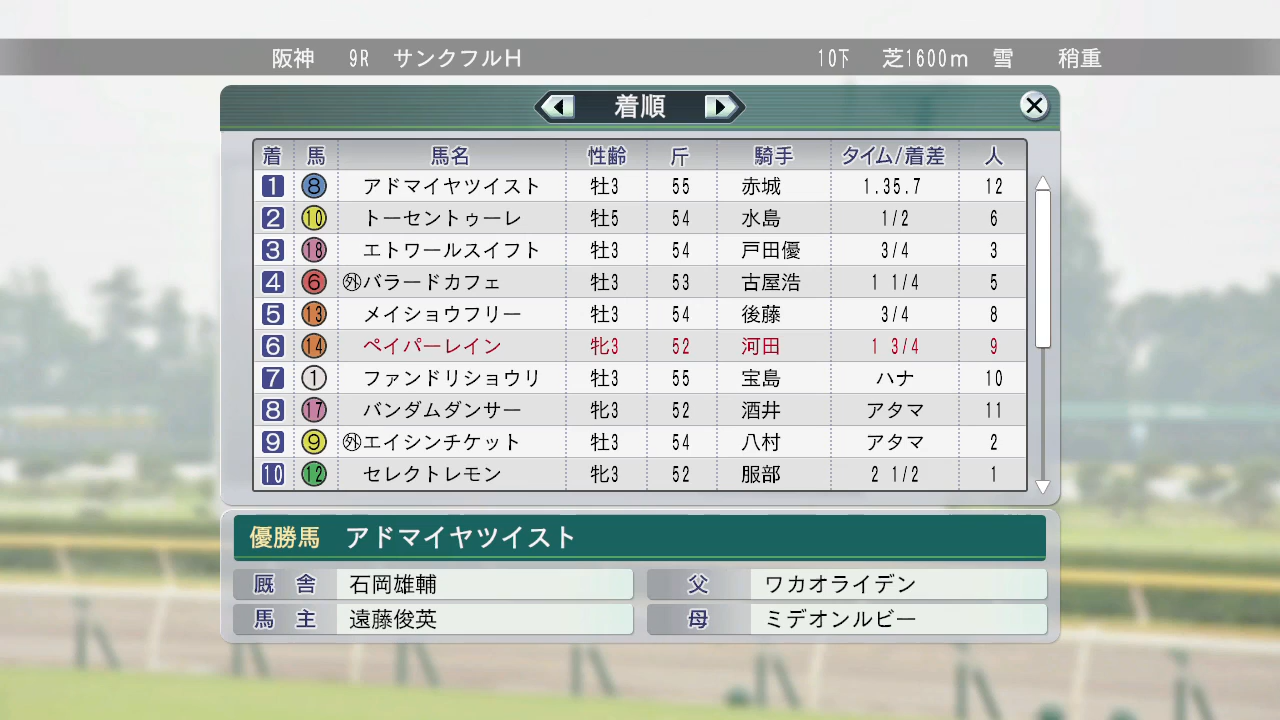 阪神 9R サンクフルH 10下 芝1600m 雪 稍重
着順
着 馬 馬名 性齢 斤 騎手 タイム/着差 人
1 8 アドマイヤツイスト 牡3 55 赤城 1.35.7 12
2 10 トーセントゥーレ 牡5 54 水島 1/2 6
3 18 エトワールスイフト 牡3 54 戸田優 3/4 3
4 6 ㊕バラードカフェ 牡3 53 古屋浩 1 1/4 5
5 13 メイショウフリー 牡3 54 後藤 3/4 8
6 14 ペイパーレイン 牝3 52 河田 1 3/4 9
7 1 ファンドリショウリ 牡3 55 宝島 ハナ 10
8 17 バンダムダンサー 牝3 52 酒井 アタマ 11
9 9 外エイシンチケット 牡3 54 八村 アタマ 2
10 12 セレクトレモン 牝3 52 服部 2 1/2 1
優勝馬 アドマイヤツイスト
厩舎 石岡雄輔 父 ワカオライデン
馬主 遠藤俊英 母 ミデオンルビー